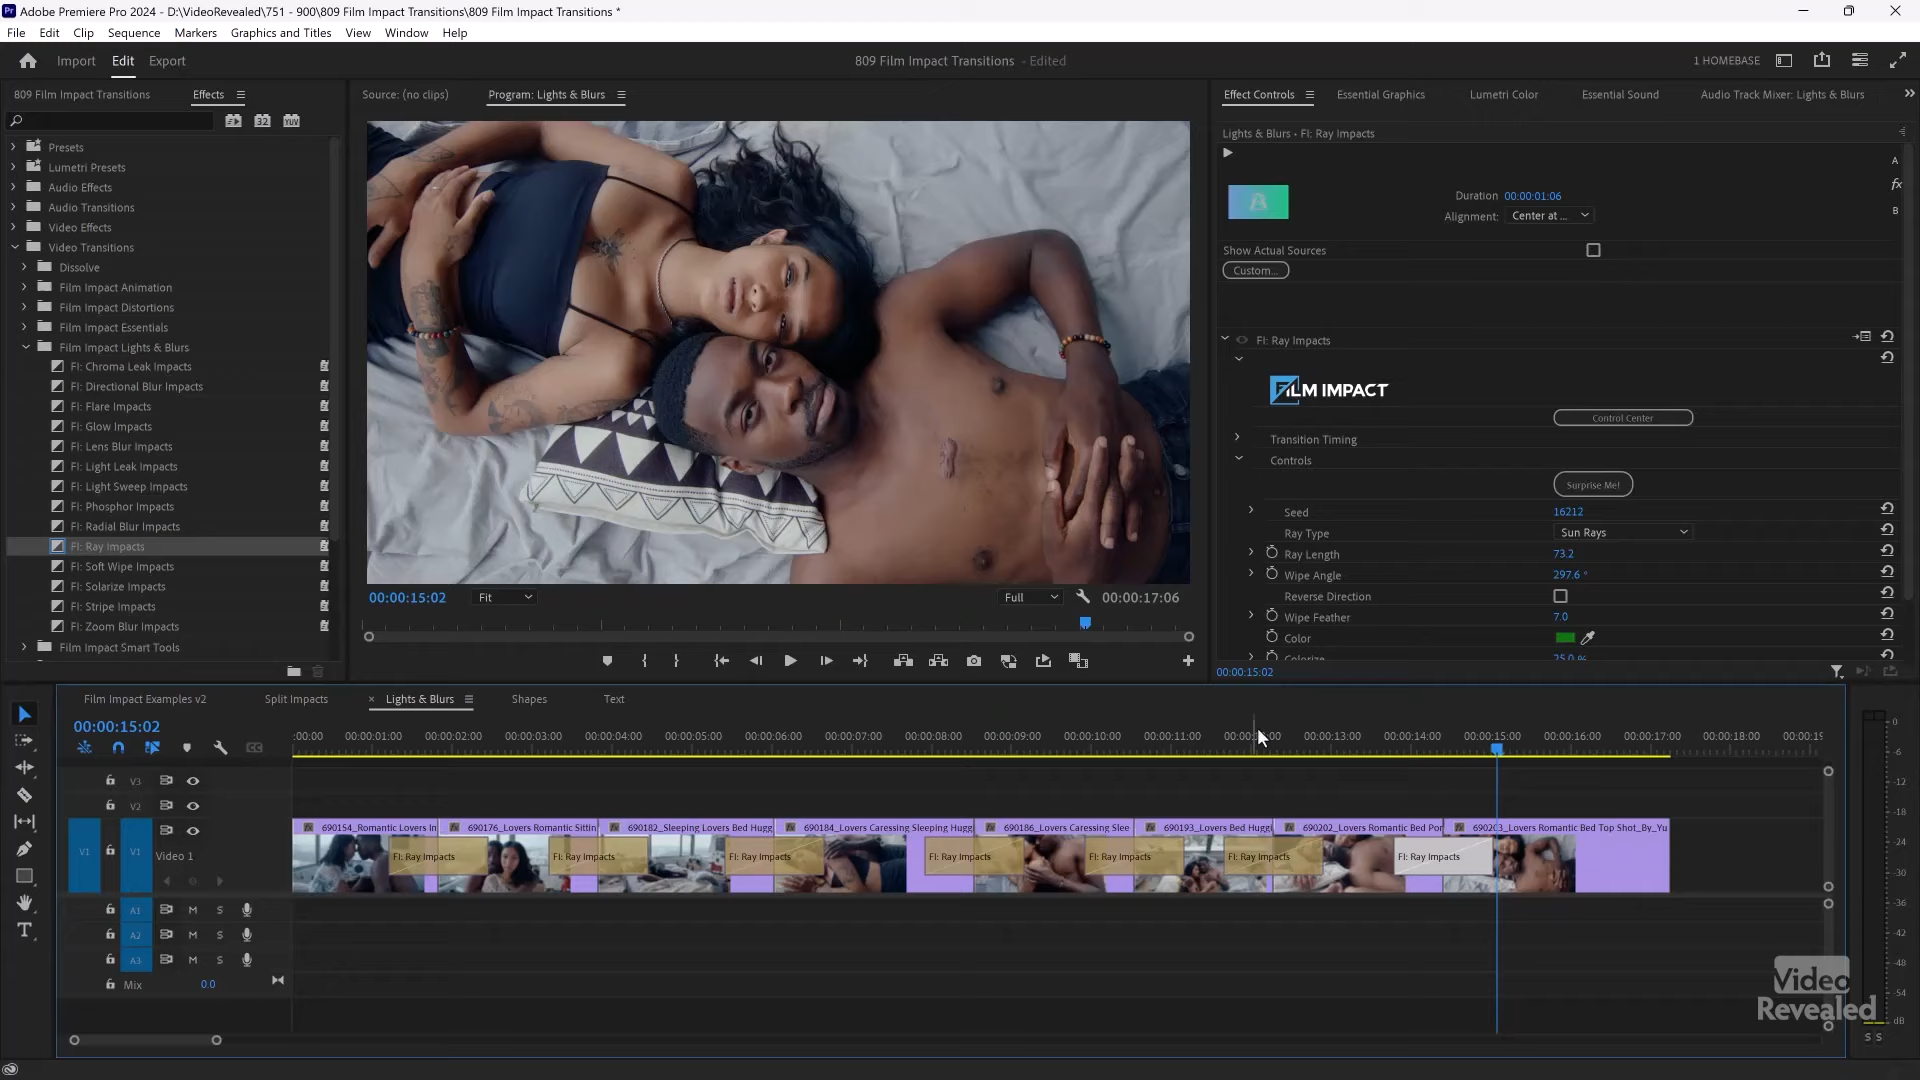 Adobe Premiere Pro 2024 - D:\VideoRevealed\751 - 900\809 Film Impact Transitions\809 Film Impact Transitions *
File Edit Clip Sequence Markers Graphics and Titles View Window Help
Import Edit Export
809 Film Impact Transitions - Edited
1 HOMEBASE
809 Film Impact Transitions Effects
Presets
Lumetri Presets
Audio Effects
Audio Transitions
Video Effects
Video Transitions
Dissolve
Film Impact Animation
Film Impact Distortions
Film Impact Essentials
Film Impact Lights & Blurs
FI: Chroma Leak Impacts
FI: Directional Blur Impacts
FI: Flare Impacts
FI: Glow Impacts
FI: Lens Blur Impacts
FI: Light Leak Impacts
FI: Light Sweep Impacts
FI: Phosphor Impacts
FI: Radial Blur Impacts
FI: Ray Impacts
FI: Soft Wipe Impacts
FI: Solarize Impacts
FI: Stripe Impacts
FI: Zoom Blur Impacts
Film Impact Smart Tools
Source: (no clips) Program: Lights & Blurs
00:00:15:02 Fit Full 00:00:17:06
Effect Controls Essential Graphics Lumetri Color Essential Sound Audio Track Mixer: Lights & Blurs
Lights & Blurs • FI: Ray Impacts
A
fx
B
Duration 00:00:01:06
Alignment: Center at ...
Show Actual Sources
Custom...
FI: Ray Impacts
FILM IMPACT
Control Center
Transition Timing
Controls
Surprise Me!
Seed 16212
Ray Type Sun Rays
Ray Length 73.2
Wipe Angle 297.6 °
Reverse Direction
Wipe Feather 7.0
Color
Colorize 25.0 %
00:00:15:02
Film Impact Examples v2 Split Impacts × Lights & Blurs Shapes Text
00:00:15:02
:00:00 00:00:01:00 00:00:02:00 00:00:03:00 00:00:04:00 00:00:05:00 00:00:06:00 00:00:07:00 00:00:08:00 00:00:09:00 00:00:10:00 00:00:11:00 00:00:13:00 00:00:14:00 00:00:15:00 00:00:16:00 00:00:17:00 00:00:18:00 00:00:19
V3
V2
V1 V1 Video 1
690154_Romantic Lovers In 690176_Lovers Romantic Sittin 690182_Sleeping Lovers Bed Hugg 690184_Lovers Caressing Sleeping Hugg 690186_Lovers Caressing Slee 690193_Lovers Bed Huggi 690202_Lovers Romantic Bed Por 690203_Lovers Romantic Bed Top Shot_By_Yu
FI: Ray Impacts FI: Ray Impacts FI: Ray Impacts FI: Ray Impacts FI: Ray Impacts FI: Ray Impacts FI: Ray Impacts
A1 M S
A2 M S
A3 M S
Mix 0.0
0
-6
-12
-18
-24
-30
-36
-42
-48
-54
dB
S S
Video
Revealed